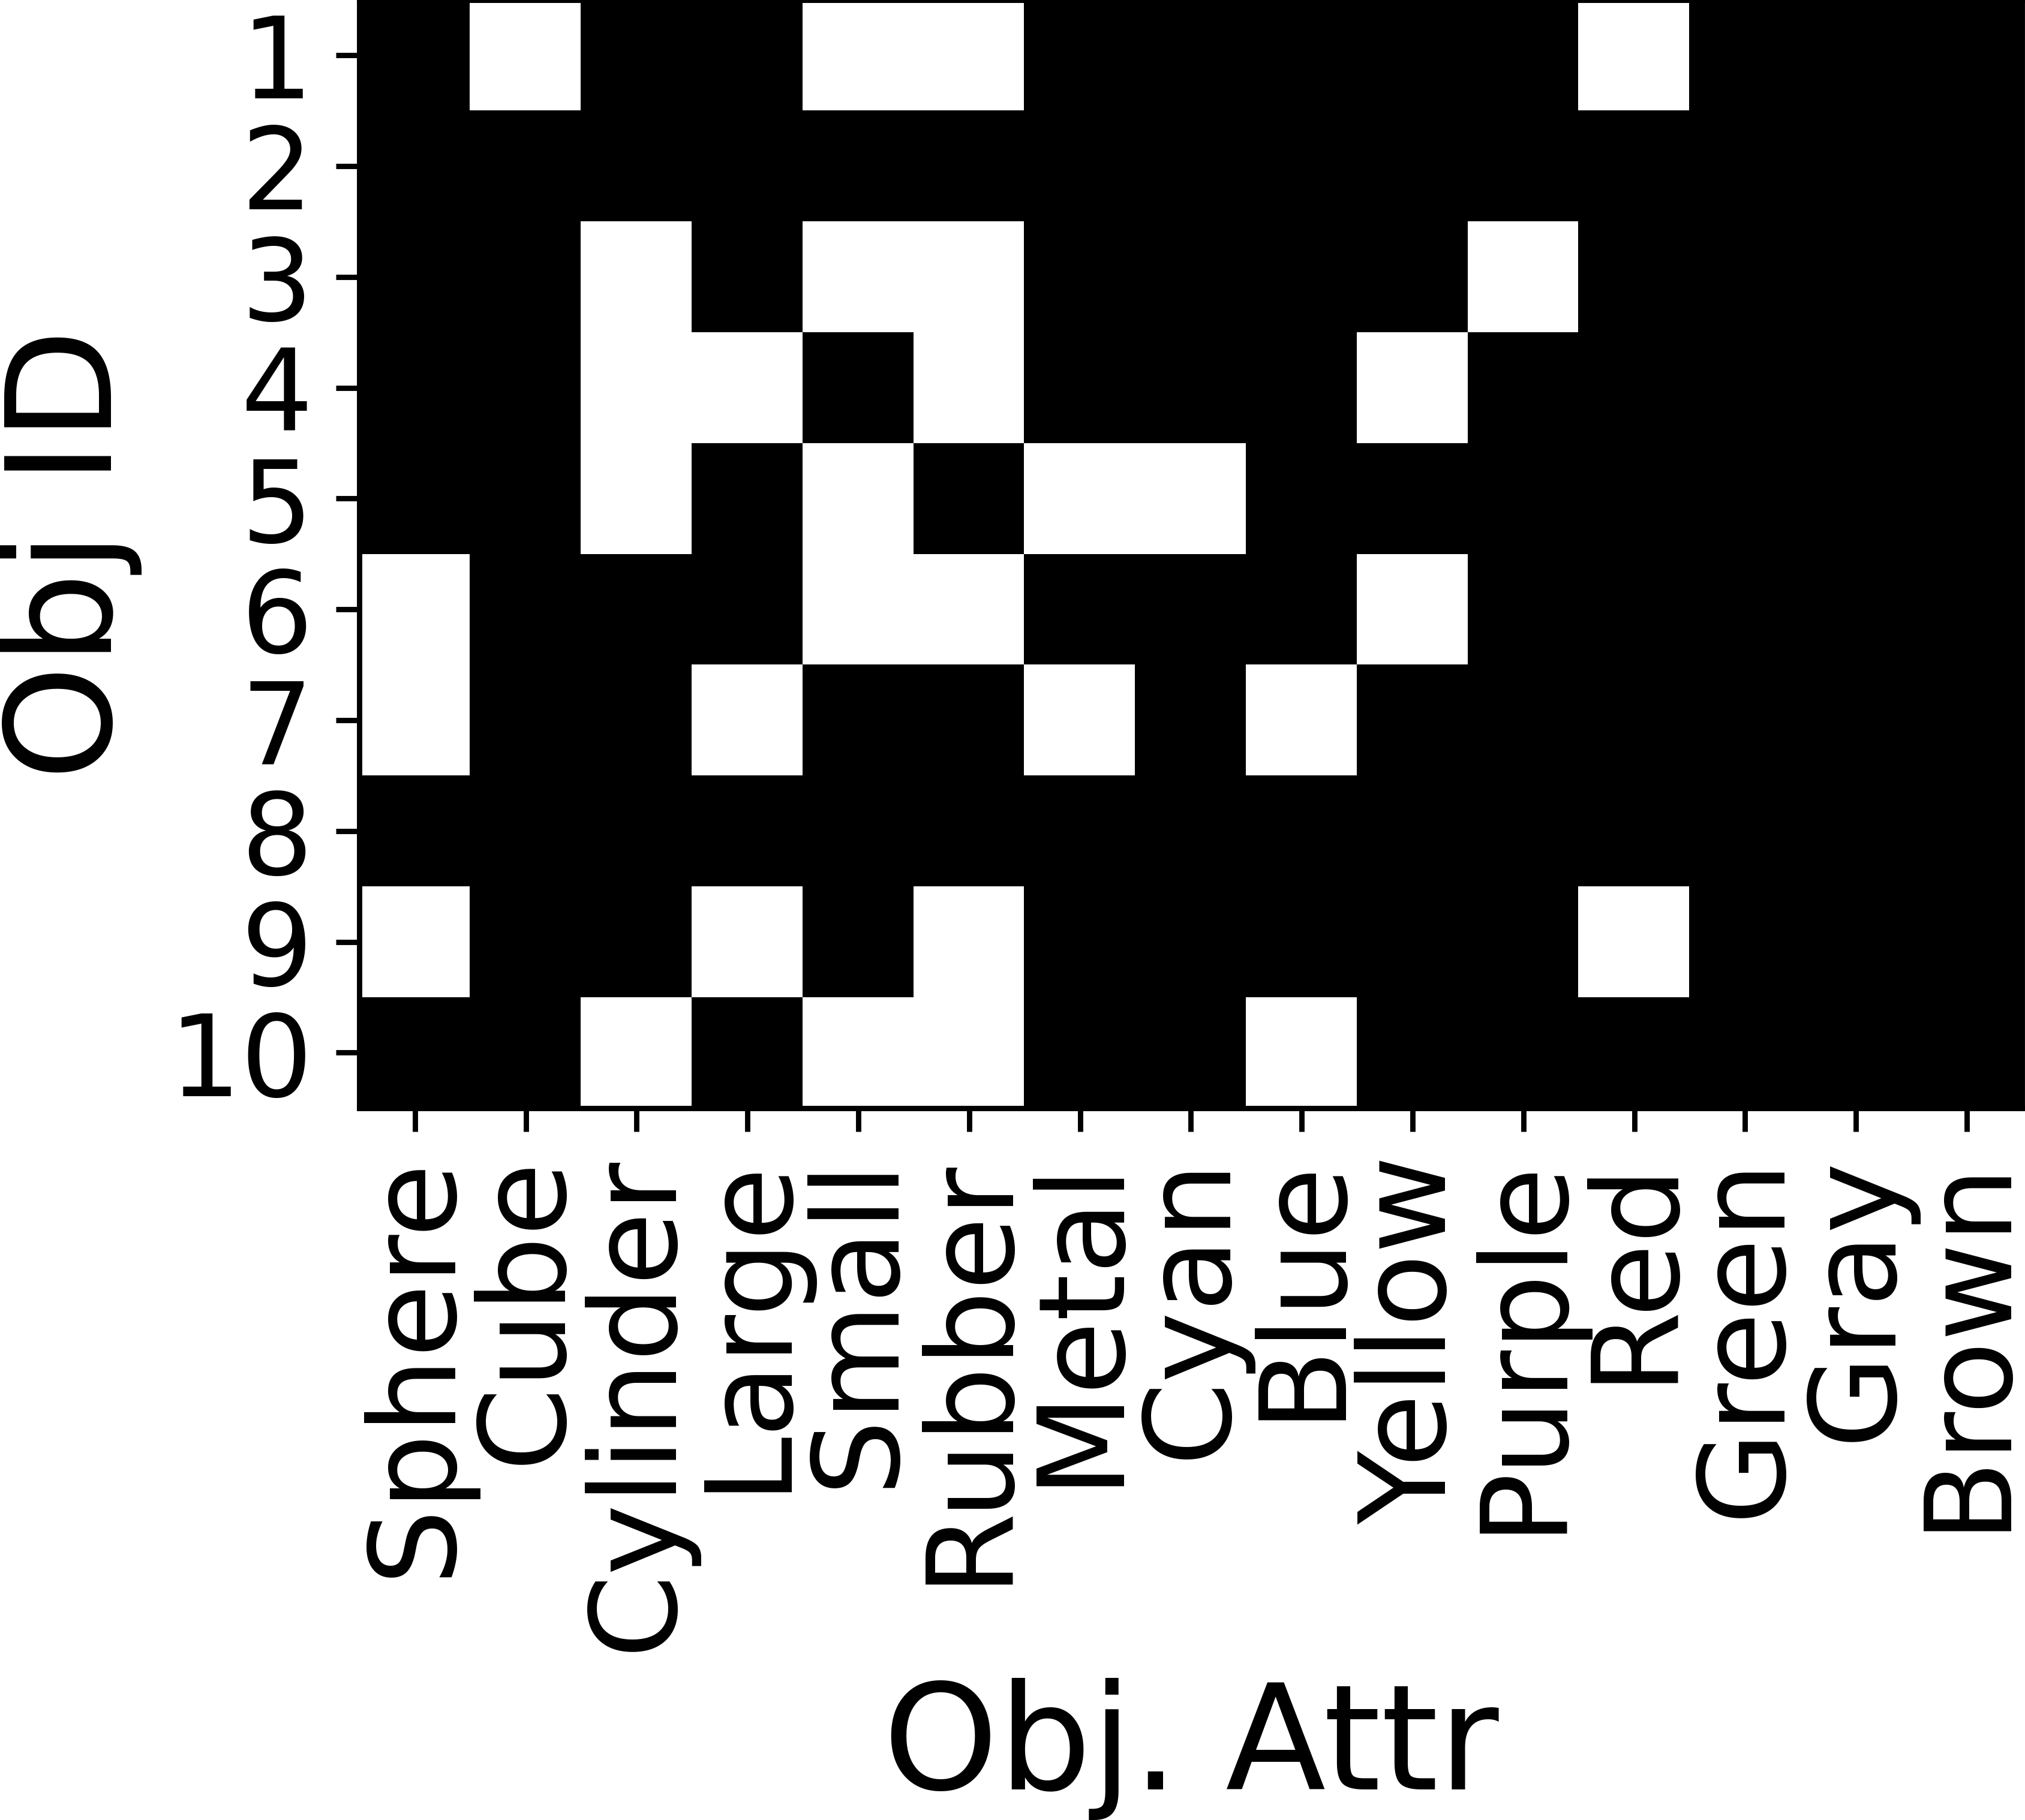 Obj ID
1
2
3
4
5
6
7
8
9
10
Sphere
Cube
Cylinder
Large
Small
Rubber
Metal
Cyan
Blue
Yellow
Purple
Red
Green
Gray
Brown
Obj. Attr